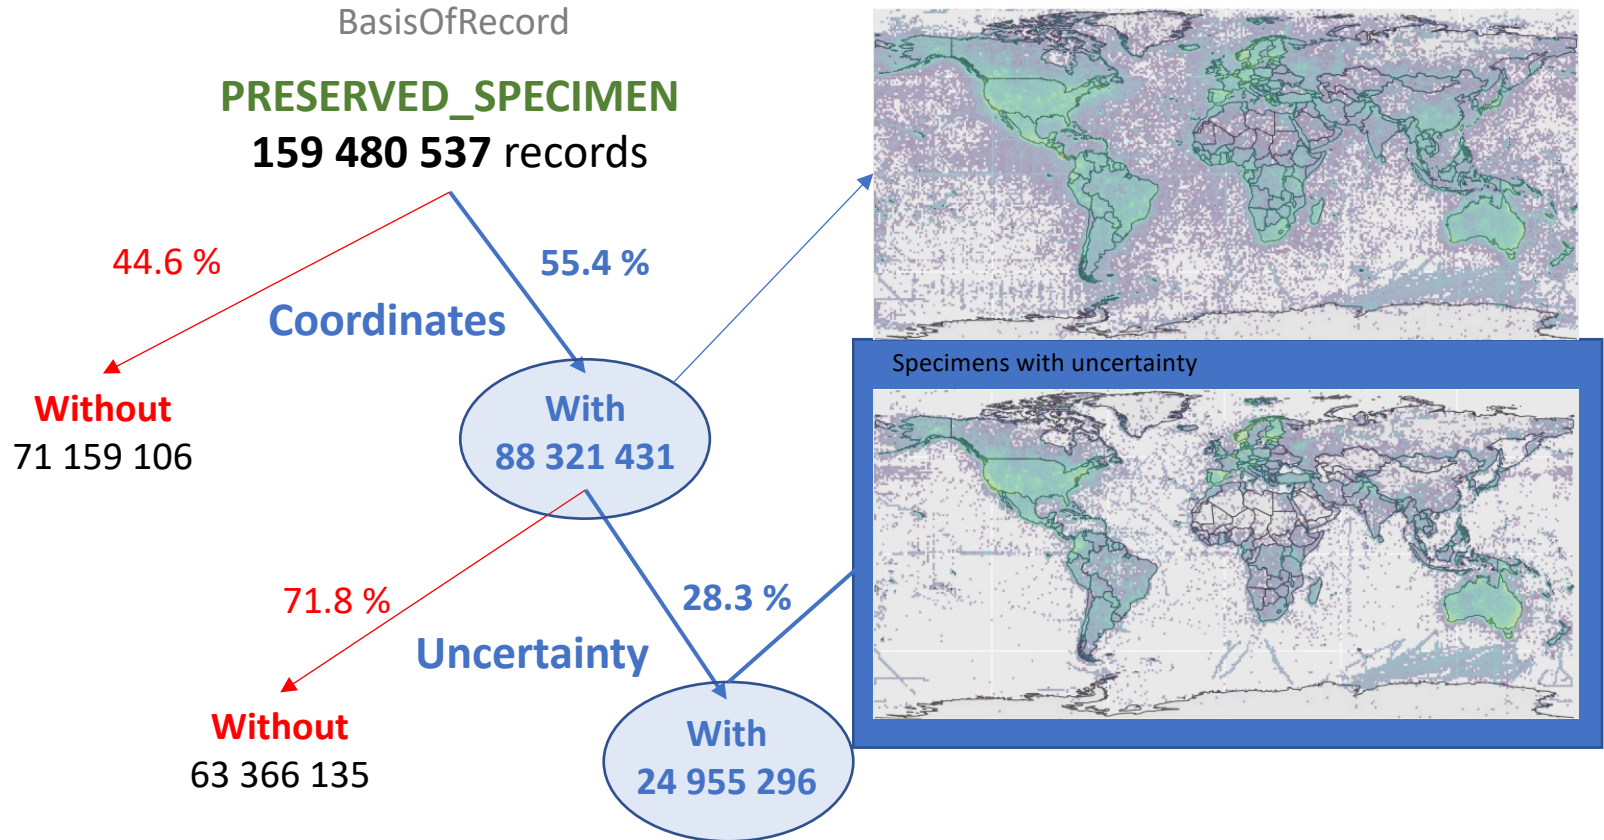 BasisOfRecord
PRESERVED_SPECIMEN
159 480 537 records
44.6 %
55.4 %
Coordinates
Without
71 159 106
With
88 321 431
Specimens with uncertainty
71.8 %
28.3 %
Uncertainty
Without
63 366 135
With
24 955 296